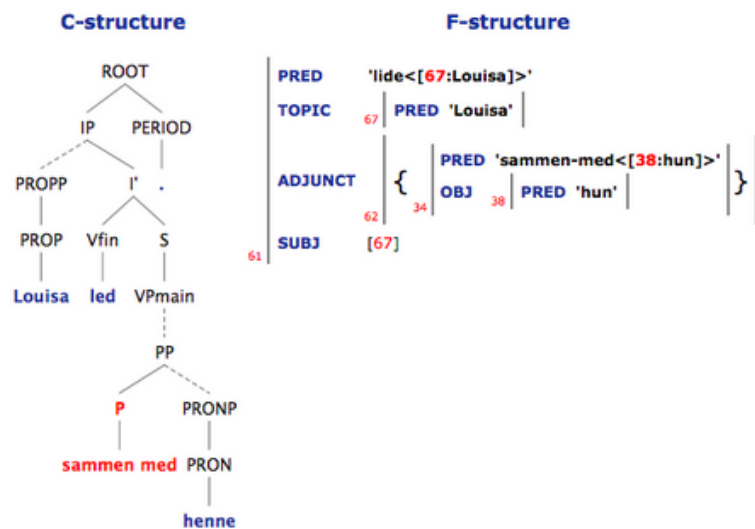 C-structure
F-structure
ROOT
IP PERIOD
PROPP I' .
PROP Vfin S
Louisa led VPmain
PP
P PRONP
sammen med PRON
henne
PRED 'lide<[67:Louisa]>'
TOPIC 67 PRED 'Louisa'
ADJUNCT 62 { 34 PRED 'sammen-med<[38:hun]>'
OBJ 38 PRED 'hun' }
61 SUBJ [67]